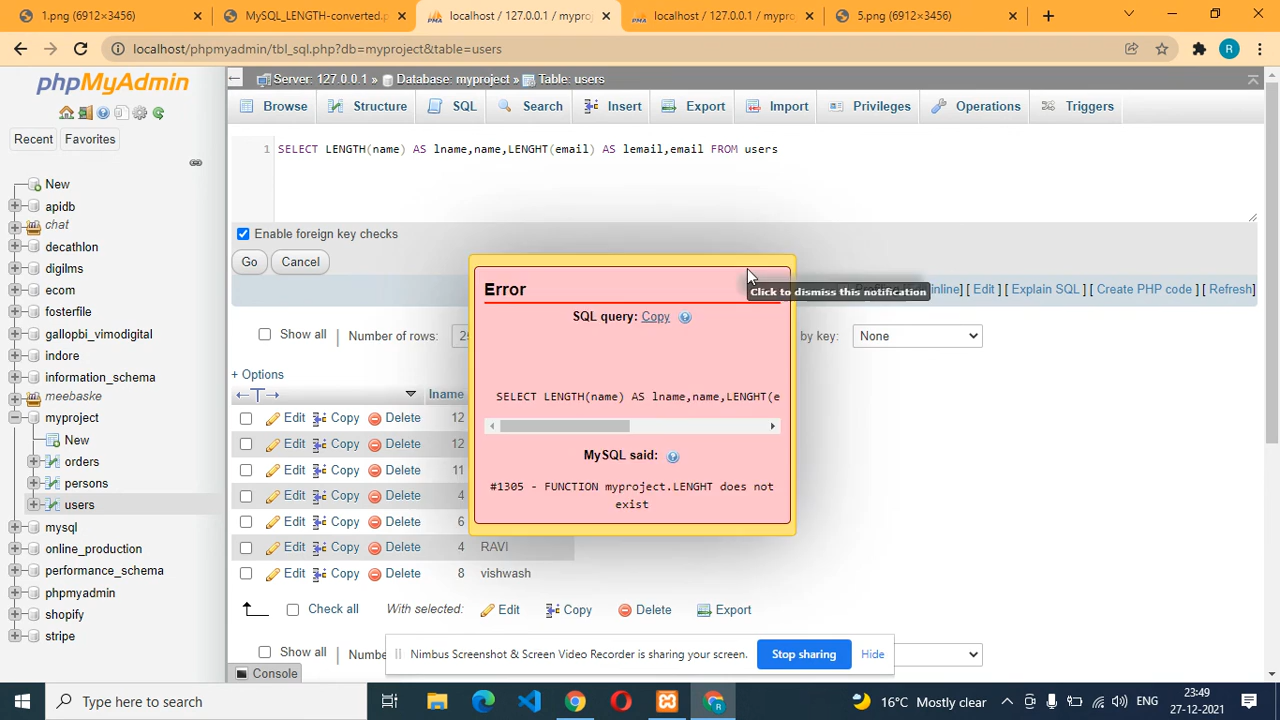 1.png (6912×3456)
MySQL_LENGTH-converted.p
localhost / 127.0.0.1 / myproj
localhost / 127.0.0.1 / mypro
5.png (6912×3456)
localhost/phpmyadmin/tbl_sql.php?db=myproject&table=users
R
phpMyAdmin
Server: 127.0.0.1 » Database: myproject » Table: users
Browse Structure SQL Search Insert Export Import Privileges Operations Triggers
Recent Favorites
New
apidb
chat
decathlon
digilms
ecom
fosterfile
gallopbi_vimodigital
indore
information_schema
meebaske
myproject
New
orders
persons
users
mysql
online_production
performance_schema
phpmyadmin
shopify
stripe
1 SELECT LENGTH(name) AS lname,name,LENGHT(email) AS lemail,email FROM users
Enable foreign key checks
Go Cancel
inline] [ Edit ] [ Explain SQL ] [ Create PHP code ] [ Refresh]
Click to dismiss this notification
Show all Number of rows: 25 by key: None
+ Options
←T→ lname
Edit Copy Delete 12
Edit Copy Delete 12
Edit Copy Delete 11
Edit Copy Delete 4
Edit Copy Delete 6
Edit Copy Delete 4 RAVI
Edit Copy Delete 8 vishwash
Check all With selected: Edit Copy Delete Export
Show all Numbe
Error
SQL query: Copy
SELECT LENGTH(name) AS lname,name,LENGHT(e
MySQL said:
#1305 - FUNCTION myproject.LENGHT does not
exist
Nimbus Screenshot & Screen Video Recorder is sharing your screen. Stop sharing Hide
Console
Type here to search
R
16°C Mostly clear
ENG
23:49
27-12-2021